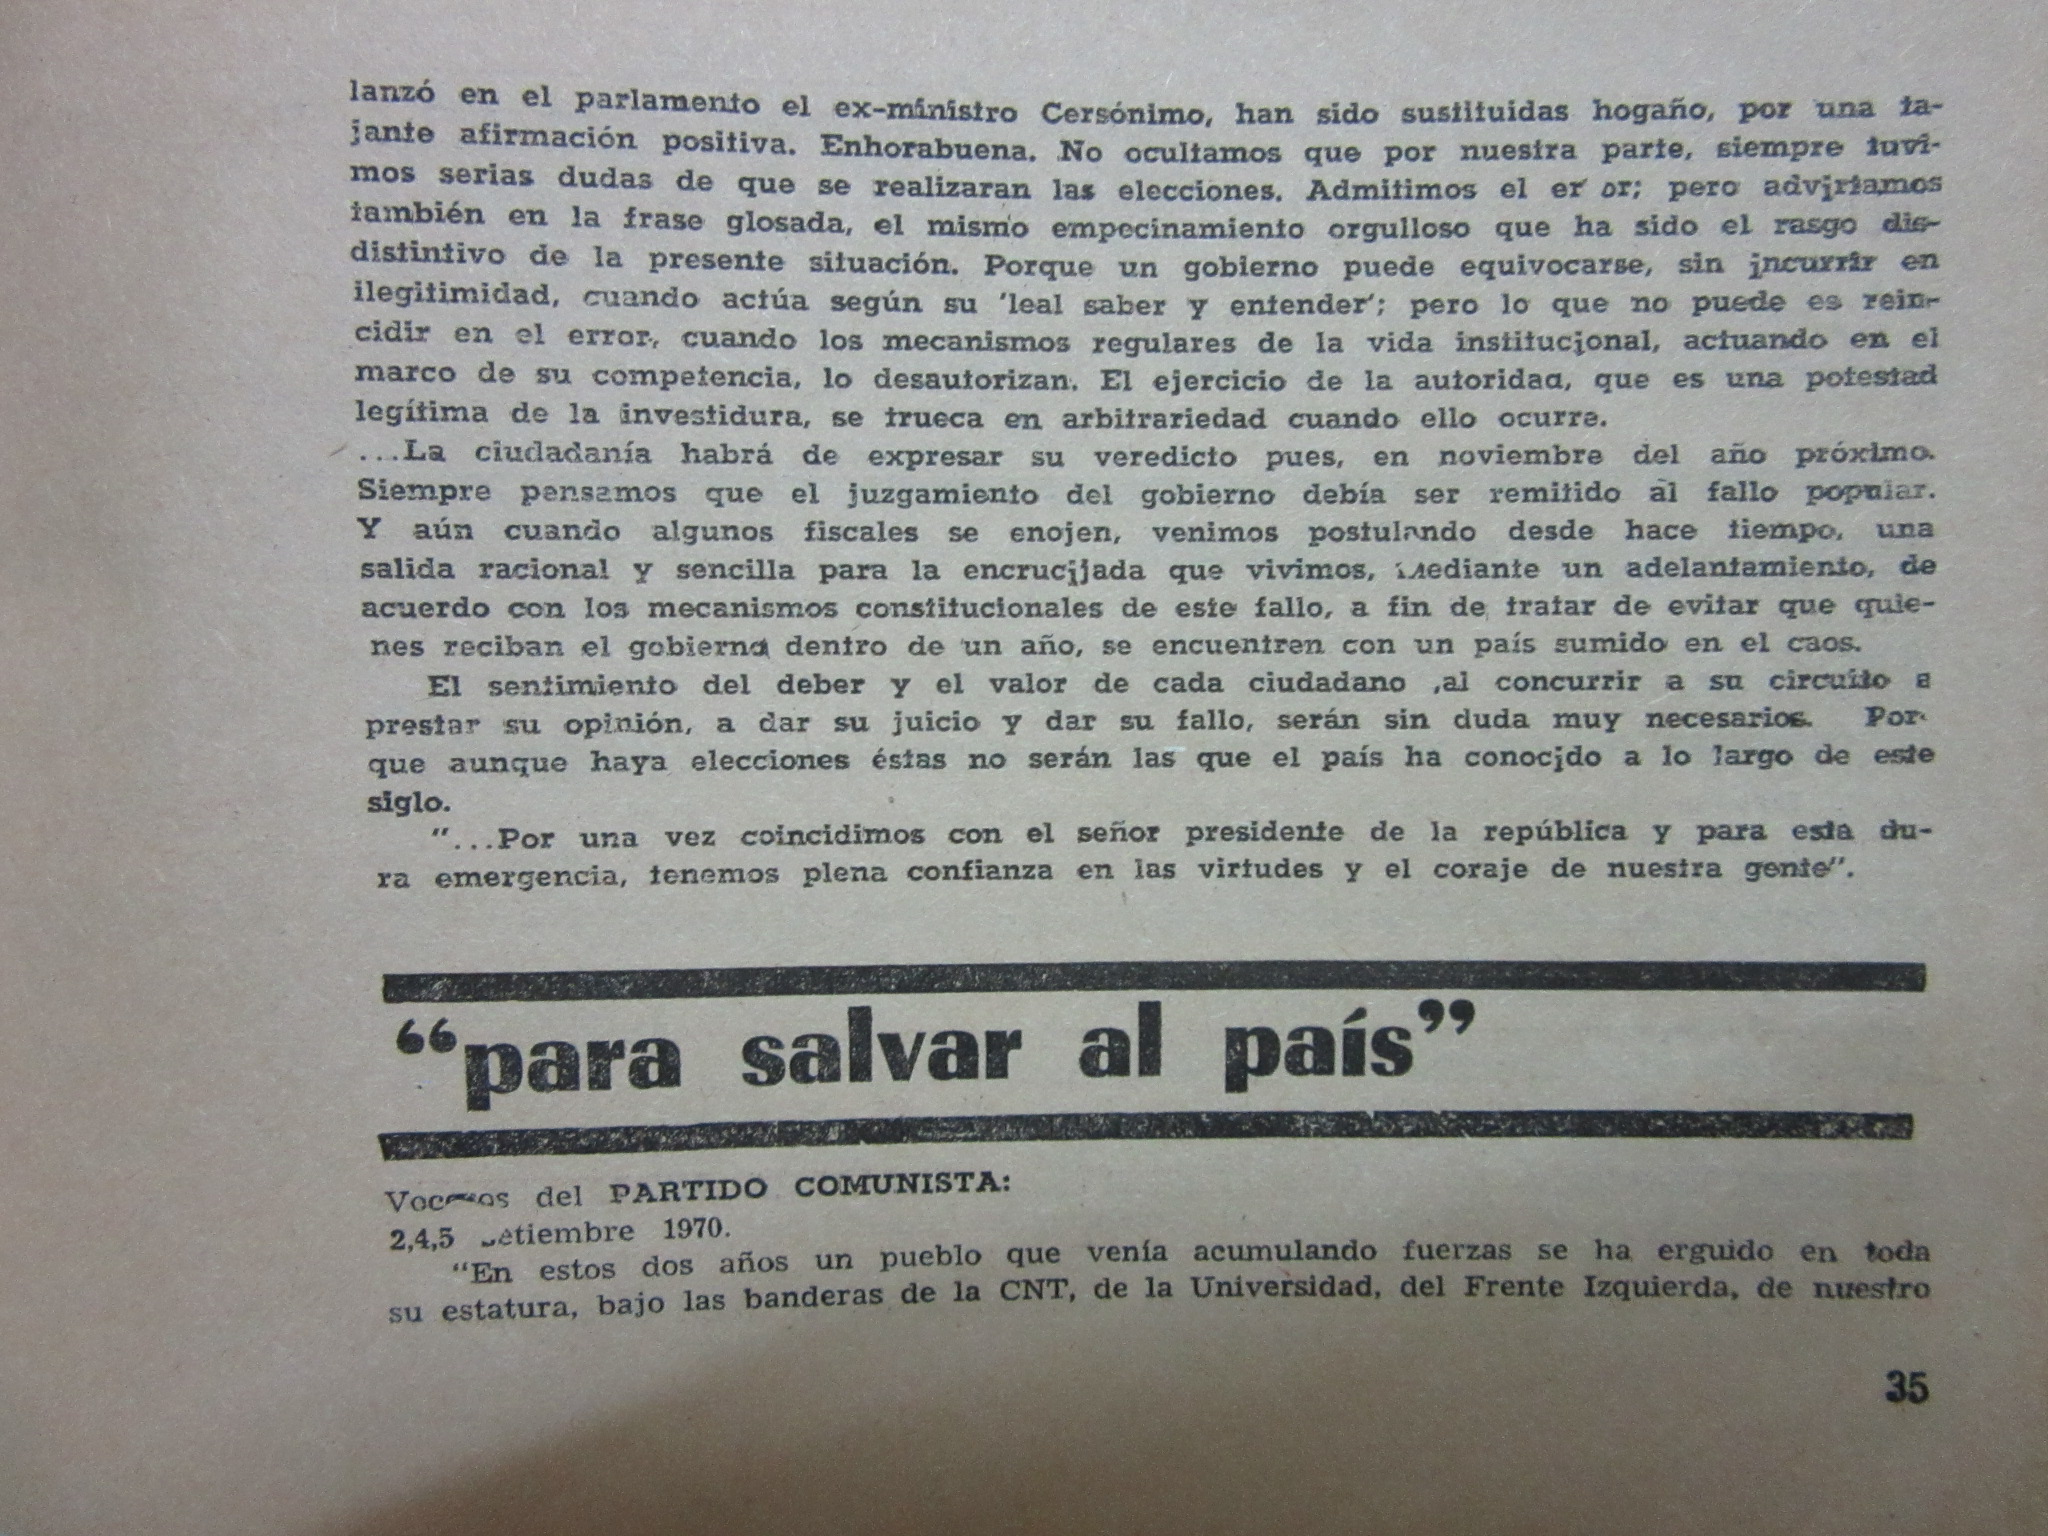 lanzó en el parlamento el ex-ministro Cersónimo, han sido sustituidas hogaño, por una ta-
jante afirmación positiva. Enhorabuena. No ocultamos que por nuestra parte, siempre tuvi-
mos serias dudas de que se realizaran las elecciones. Admitimos el er or; pero advirtamos
también en la frase glosada, el mismo empecinamiento orgulloso que ha sido el rasgo dis-
distintivo de la presente situación. Porque un gobierno puede equivocarse, sin incurrir en
ilegitimidad, cuando actúa según su 'leal saber y entender'; pero lo que no puede es rein-
cidir en el error, cuando los mecanismos regulares de la vida institucional, actuando en el
marco de su competencia, lo desautorizan. El ejercicio de la autoridad, que es una potestad
legítima de la investidura, se trueca en arbitrariedad cuando ello ocurre.
...La ciudadanía habrá de expresar su veredicto pues, en noviembre del año próximo.
Siempre pensamos que el juzgamiento del gobierno debía ser remitido al fallo popular.
Y aún cuando algunos fiscales se enojen, venimos postulando desde hace tiempo, una
salida racional y sencilla para la encrucijada que vivimos, mediante un adelantamiento, de
acuerdo con los mecanismos constitucionales de este fallo, a fin de tratar de evitar que quie-
nes reciban el gobierno dentro de un año, se encuentren con un país sumido en el caos.
El sentimiento del deber y el valor de cada ciudadano ,al concurrir a su circuito a
prestar su opinión, a dar su juicio y dar su fallo, serán sin duda muy necesarios. Por-
que aunque haya elecciones éstas no serán las que el país ha conocido a lo largo de este
siglo.
"...Por una vez coincidimos con el señor presidente de la república y para esta du-
ra emergencia, tenemos plena confianza en las virtudes y el coraje de nuestra gente".
“para salvar al país”
del PARTIDO COMUNISTA:
2,4,5 setiembre 1970.
“En estos dos años un pueblo que venía acumulando fuerzas se ha erguido en toda
su estatura, bajo las banderas de la CNT, de la Universidad, del Frente Izquierda, de nuestro
35